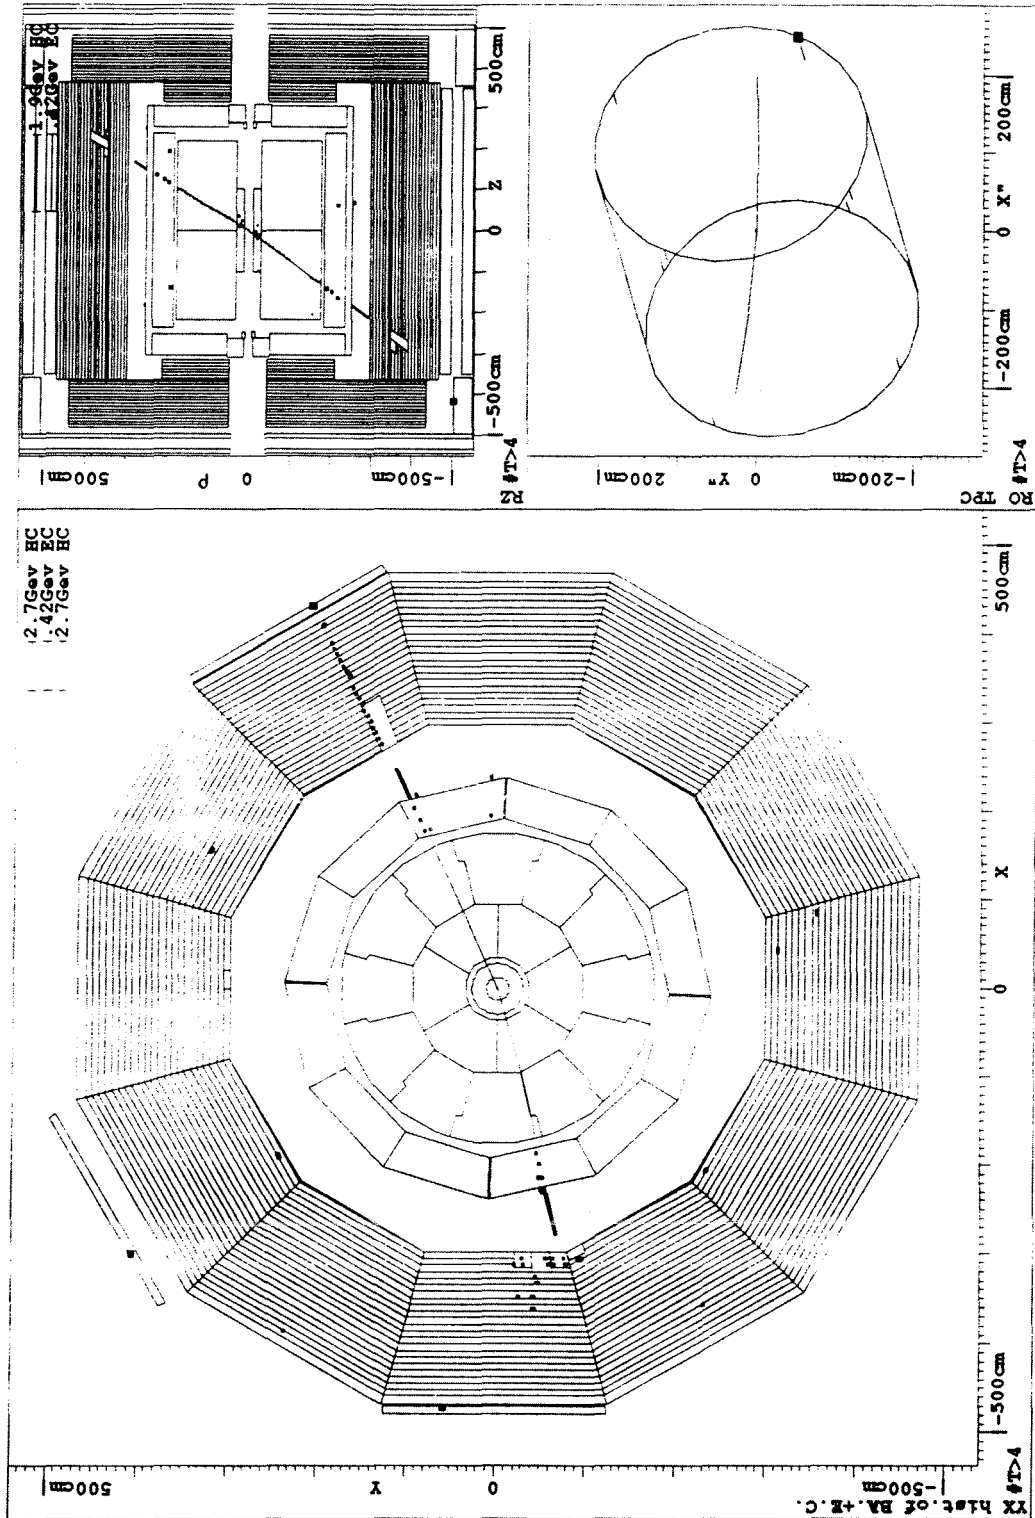 1.9Gev HC
.42Gev EC
500cm
Z
0
|-500cm
|500cm
ρ
0
|-500cm
RZ #T>4
200cm|
X"
0
|-200cm
|200cm
0 Y"
|-200cm
RO TPC
#T>4
2.7Gev HC
.42Gev EC
2.7Gev HC
500cm|
X
0
|-500cm
|500cm
Y
0
|-500cm
YX hist.of BA.+E.C.
#T>4